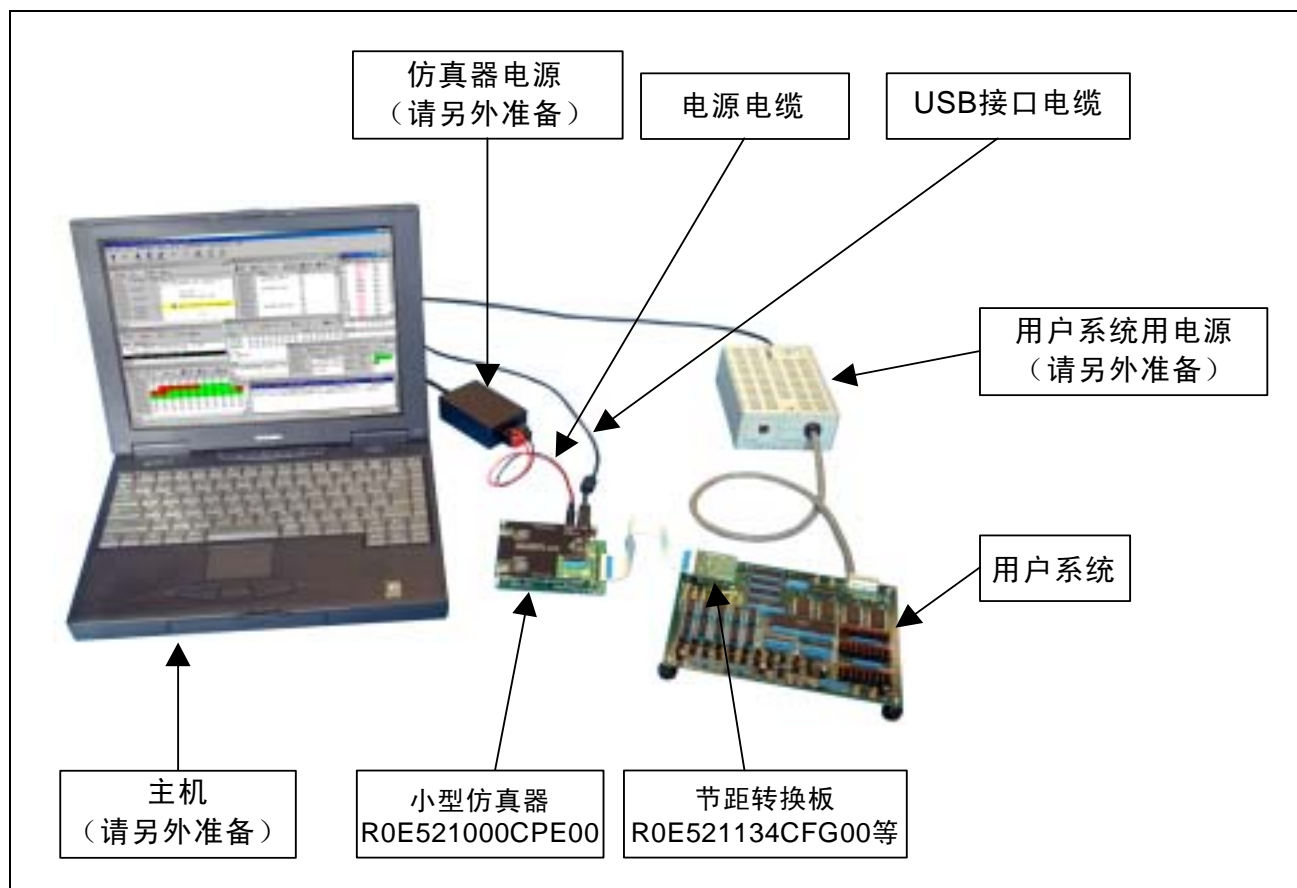 仿真器电源
（请另外准备）
电源电缆
USB接口电缆
用户系统用电源
（请另外准备）
用户系统
主机
（请另外准备）
小型仿真器
R0E521000CPE00
节距转换板
R0E521134CFG00等